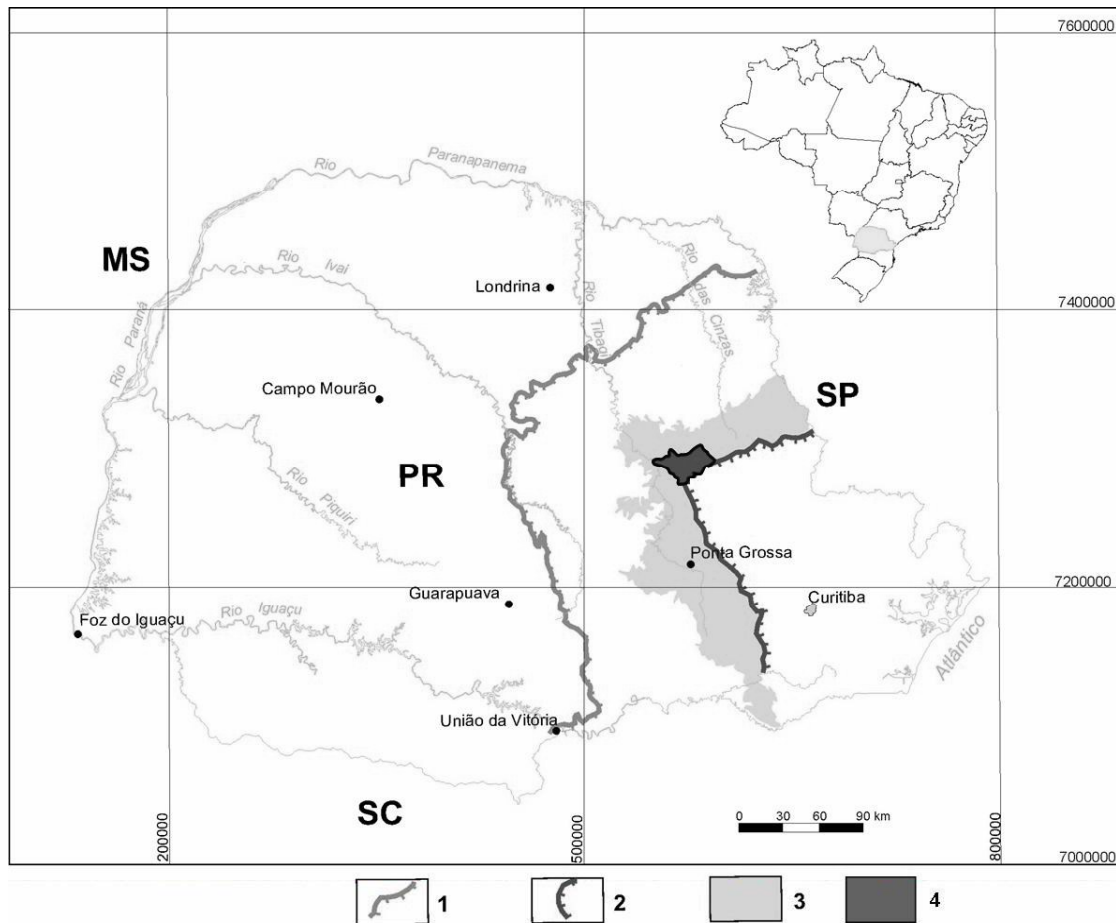 7600000
Rio Paranapanema
MS
Rio Ivaí
Londrina
Rio das Cinzas
7400000
Rio Paraná
Rio Tibagi
Campo Mourão
SP
PR
Rio Piquiri
Ponta Grossa
7200000
Guarapuava
Curitiba
Foz do Iguaçu
Rio Iguaçu
Atlântico
União da Vitória
SC
200000
500000
800000
0 30 60 90 km
7000000
1 2 3 4